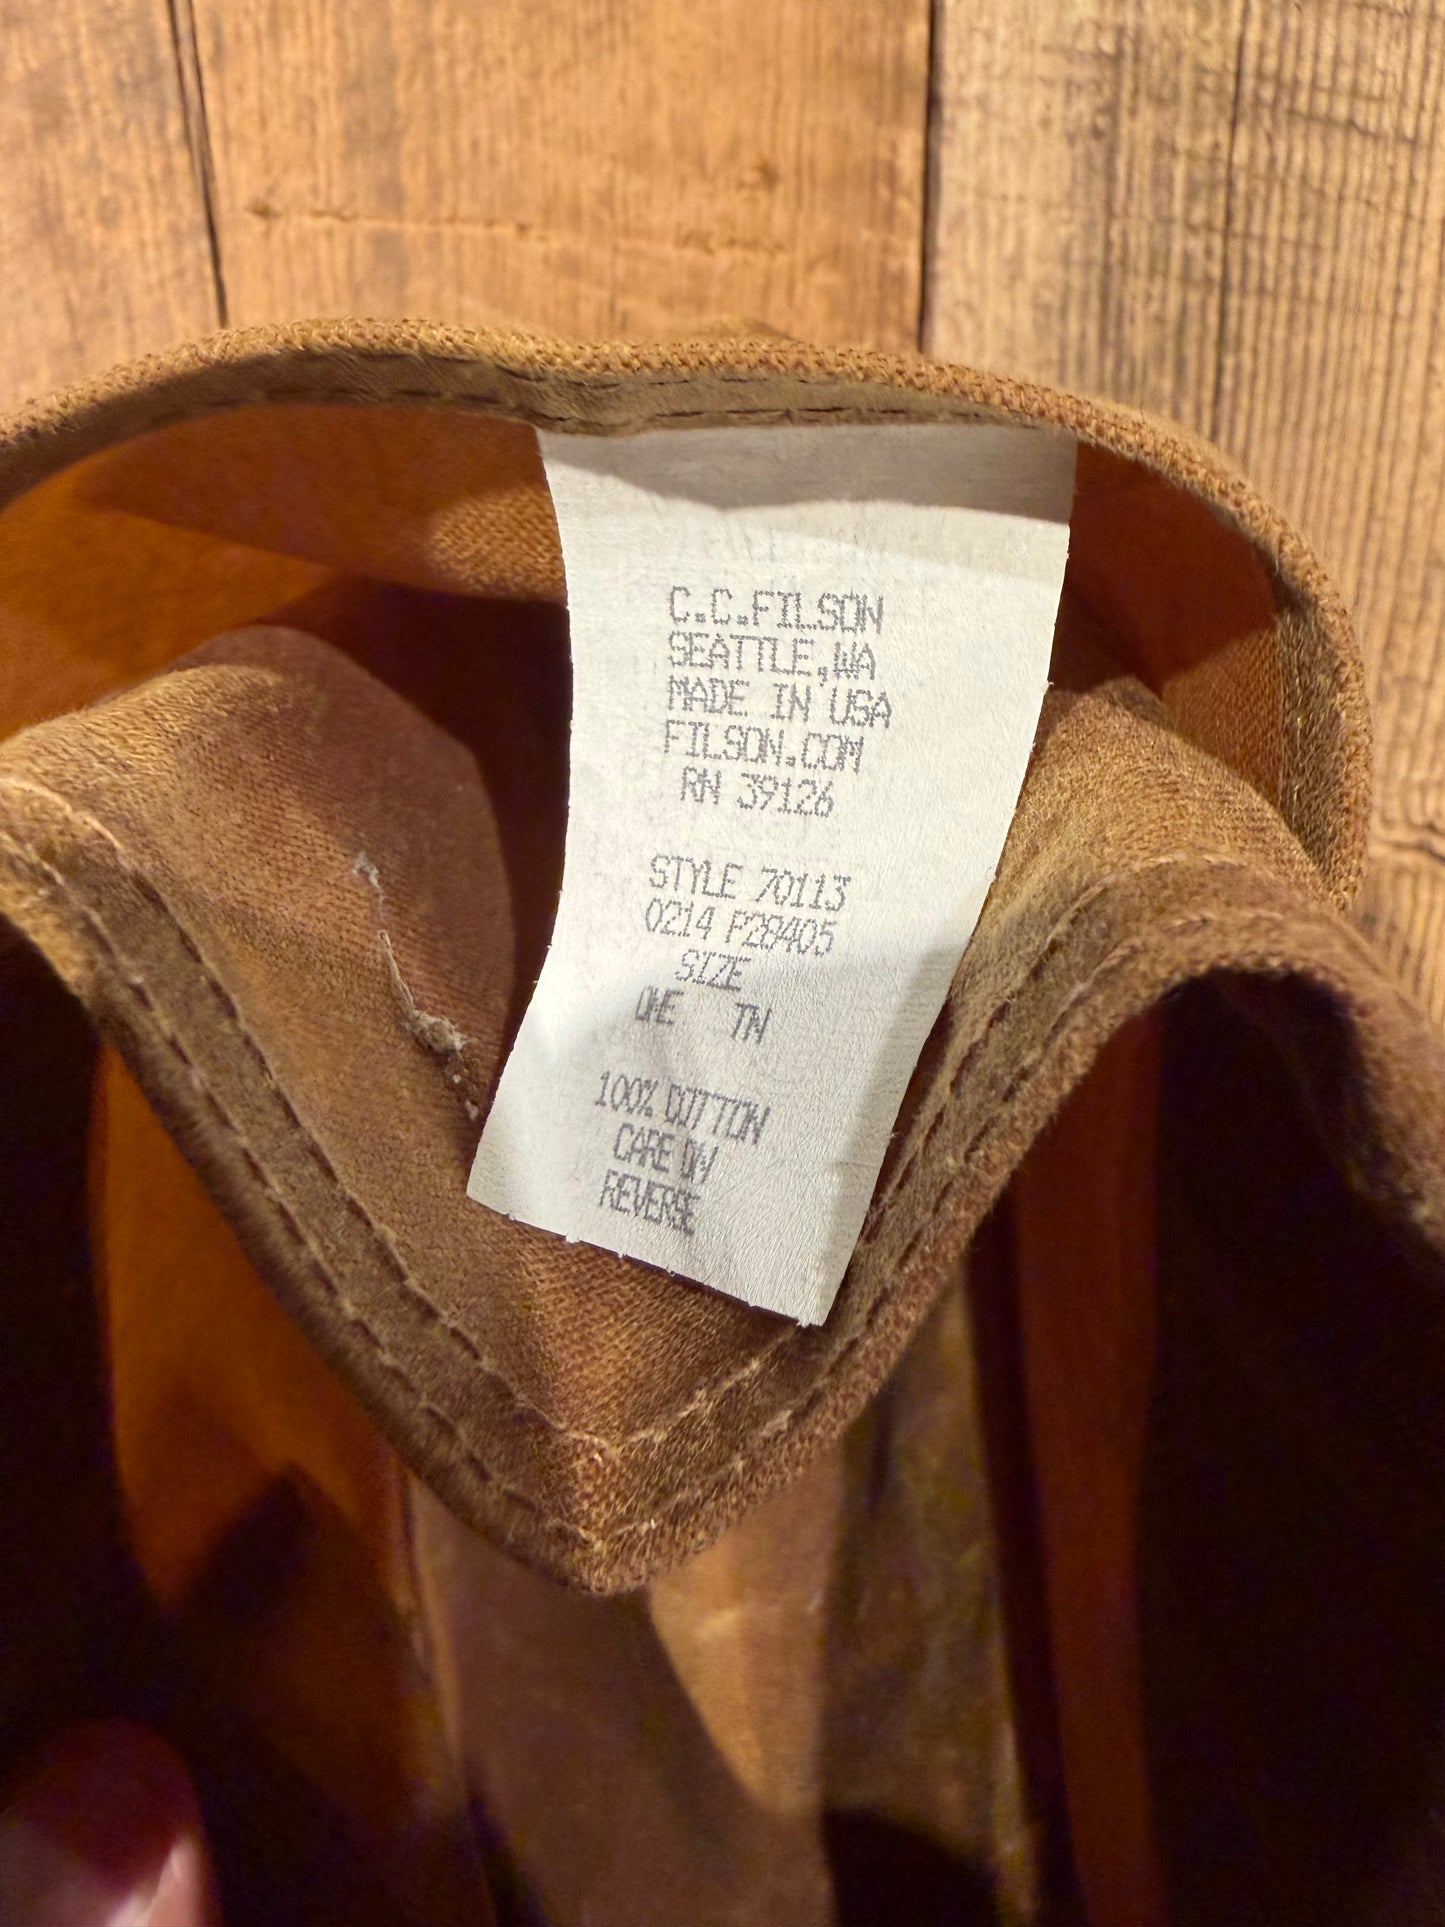 C.C.FILSON
SEATTLE,WA
MADE IN USA
FILSON.COM
RN 39126
STYLE 70113
0214 P28405
SIZE
ONE TN
100% COTTON
CARE ON
REVERSE